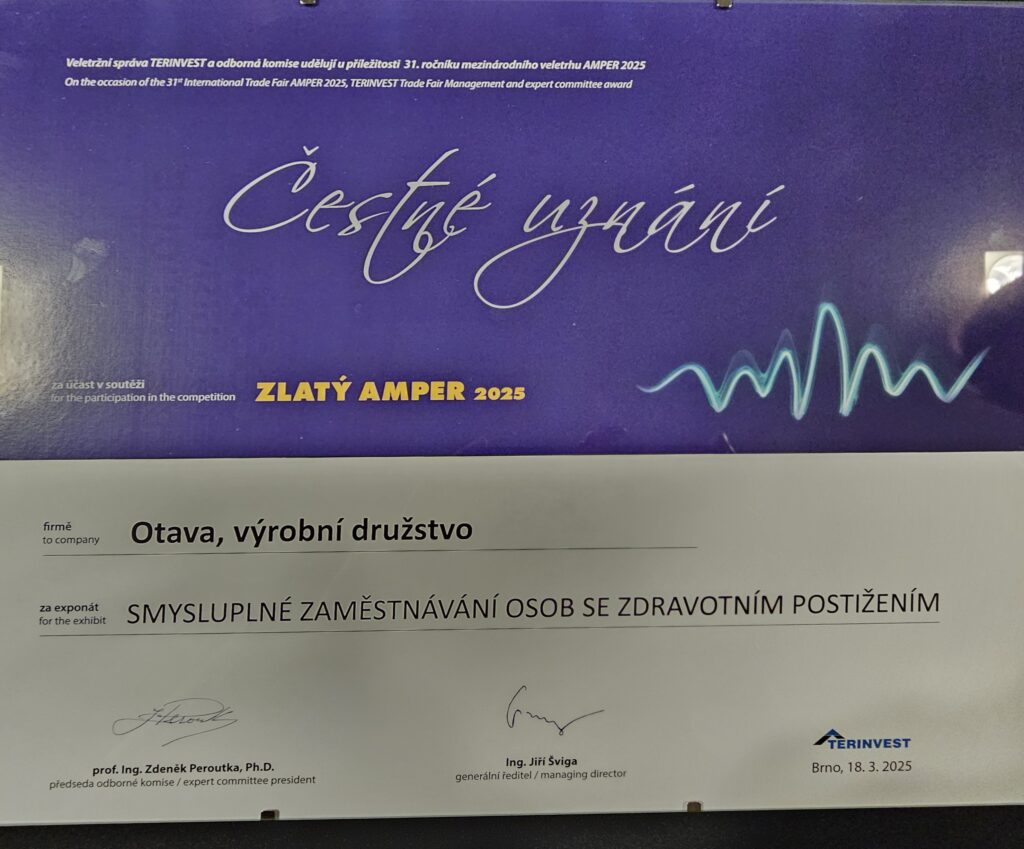 Veletržní správa TERINVEST a odborná komise udělují u příležitosti 31. ročníku mezinárodního veletrhu AMPER 2025
On the occasion of the 31st International Trade Fair AMPER 2025, TERINVEST Trade Fair Management and expert committee award
Čestné uznání
za účast v soutěži
for the participation in the competition ZLATÝ AMPER 2025
firmě
to company Otava, výrobní družstvo
za exponát
for the exhibit SMYSLUPLNÉ ZAMĚSTNÁVÁNÍ OSOB SE ZDRAVOTNÍM POSTIŽENÍM
prof. Ing. Zdeněk Peroutka, Ph.D.
předseda odborné komise / expert committee president
Ing. Jiří Šviga
generální ředitel / managing director
TERINVEST
Brno, 18. 3. 2025